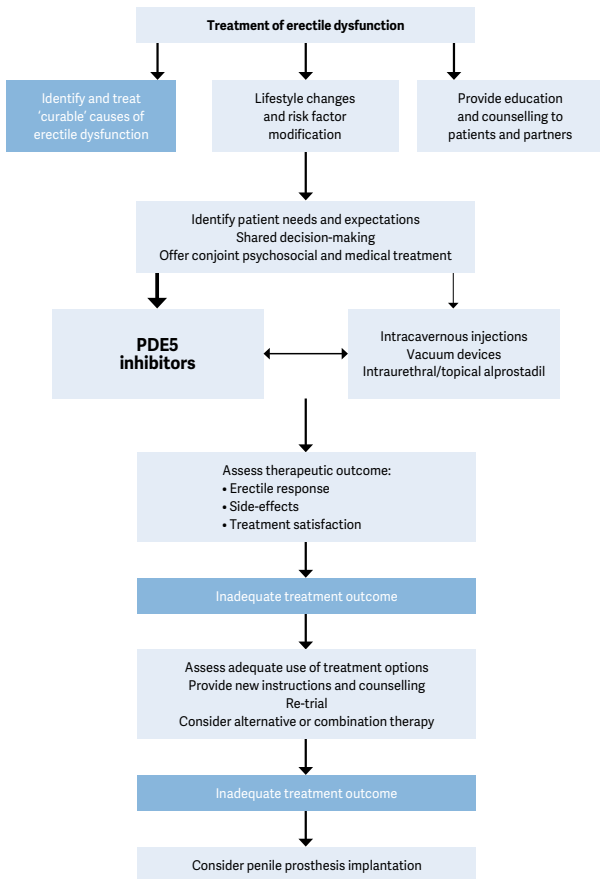 Treatment of erectile dysfunction
Identify and treat
‘curable’ causes of
erectile dysfunction
Lifestyle changes
and risk factor
modification
Provide education
and counselling to
patients and partners
Identify patient needs and expectations
Shared decision-making
Offer conjoint psychosocial and medical treatment
PDE5
inhibitors
Intracavernous injections
Vacuum devices
Intraurethral/topical alprostadil
Assess therapeutic outcome:
• Erectile response
• Side-effects
• Treatment satisfaction
Inadequate treatment outcome
Assess adequate use of treatment options
Provide new instructions and counselling
Re-trial
Consider alternative or combination therapy
Inadequate treatment outcome
Consider penile prosthesis implantation